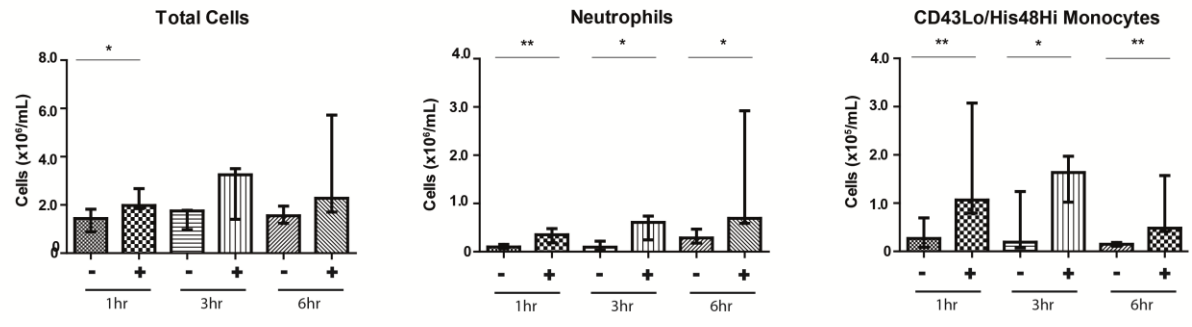 Total Cells
*
Cells (x10⁶/mL)
8.0
6.0
4.0
2.0
0
- + - + - +
1hr 3hr 6hr
Neutrophils
** * *
Cells (x10⁶/mL)
4.0
3.0
2.0
1.0
0
- + - + - +
1hr 3hr 6hr
CD43Lo/His48Hi Monocytes
** * **
Cells (x10⁵/mL)
4.0
3.0
2.0
1.0
0
- + - + - +
1hr 3hr 6hr